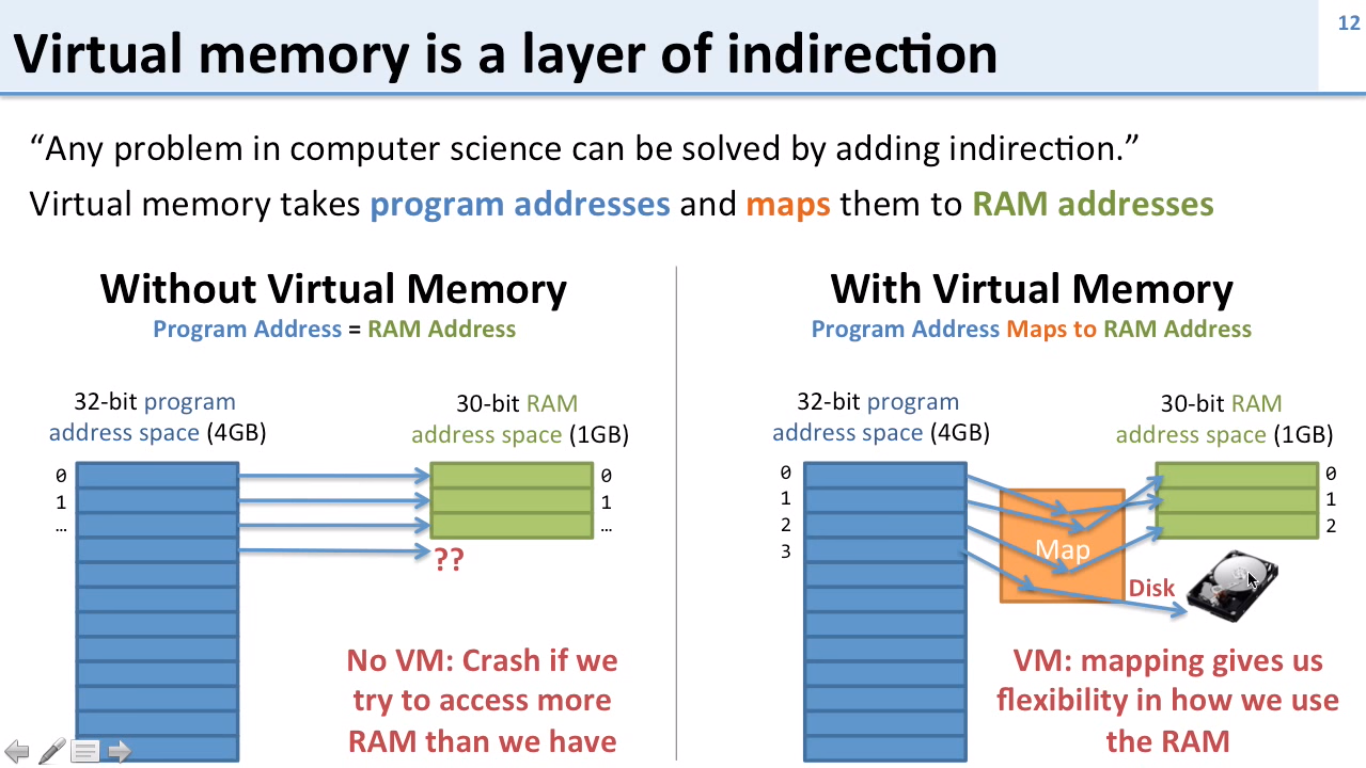 12
Virtual memory is a layer of indirection
“Any problem in computer science can be solved by adding indirection.”
Virtual memory takes program addresses and maps them to RAM addresses
Without Virtual Memory
Program Address = RAM Address
32-bit program
address space (4GB)
30-bit RAM
address space (1GB)
0
1
...
0
1
...
??
No VM: Crash if we
try to access more
RAM than we have
With Virtual Memory
Program Address Maps to RAM Address
32-bit program
address space (4GB)
30-bit RAM
address space (1GB)
0
1
2
3
Map
0
1
2
Disk
VM: mapping gives us
flexibility in how we use
the RAM